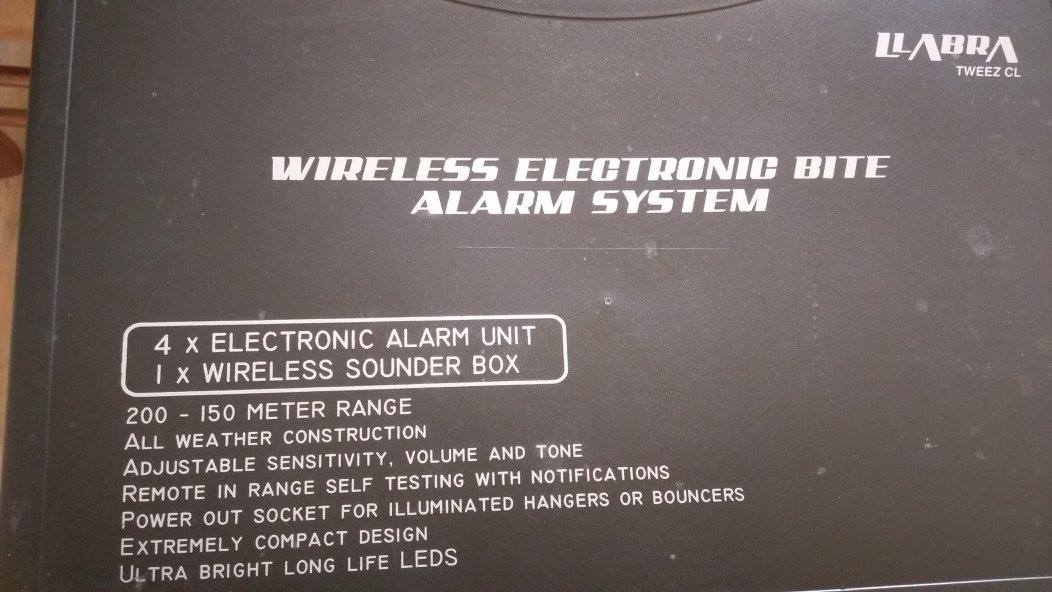 LLABRA
TWEEZ CL
WIRELESS ELECTRONIC BITE
ALARM SYSTEM
4 X ELECTRONIC ALARM UNIT
1 X WIRELESS SOUNDER BOX
200 - 150 METER RANGE
ALL WEATHER CONSTRUCTION
ADJUSTABLE SENSITIVITY, VOLUME AND TONE
REMOTE IN RANGE SELF TESTING WITH NOTIFICATIONS
POWER OUT SOCKET FOR ILLUMINATED HANGERS OR BOUNCERS
EXTREMELY COMPACT DESIGN
ULTRA BRIGHT LONG LIFE LEDS